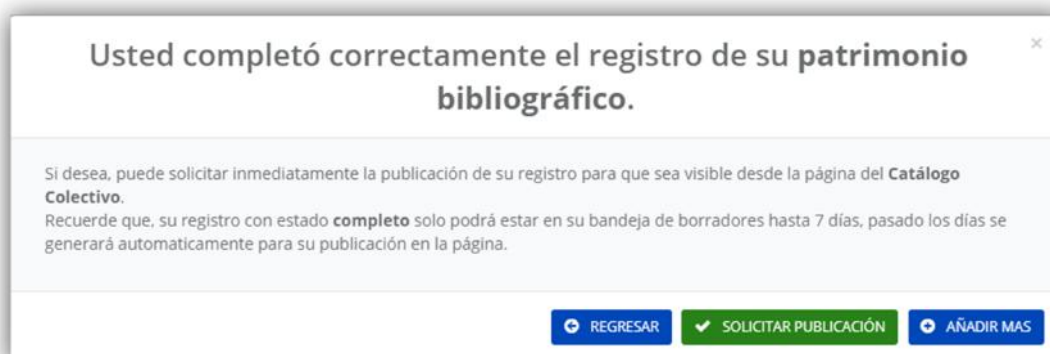 Usted completó correctamente el registro de su patrimonio
bibliográfico.
×
Si desea, puede solicitar inmediatamente la publicación de su registro para que sea visible desde la página del Catálogo
Colectivo.
Recuerde que, su registro con estado completo solo podrá estar en su bandeja de borradores hasta 7 días, pasado los días se
generará automaticamente para su publicación en la página.
REGRESAR
SOLICITAR PUBLICACIÓN
AÑADIR MAS